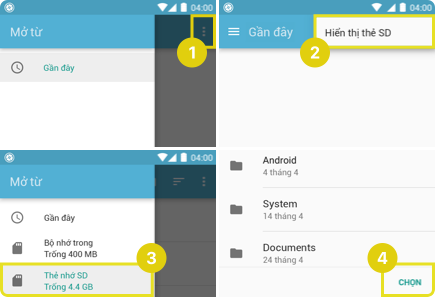 04:00
Mở từ
1
Gần đây
04:00
Gần đây
Hiển thị thẻ SD
2
04:00
Mở từ
Gần đây
Bộ nhớ trong
Trống 400 MB
3
Thẻ nhớ SD
Trống 4.4 GB
Android
4 tháng 4
System
14 tháng 4
Documents
24 tháng 4
4
CHỌN